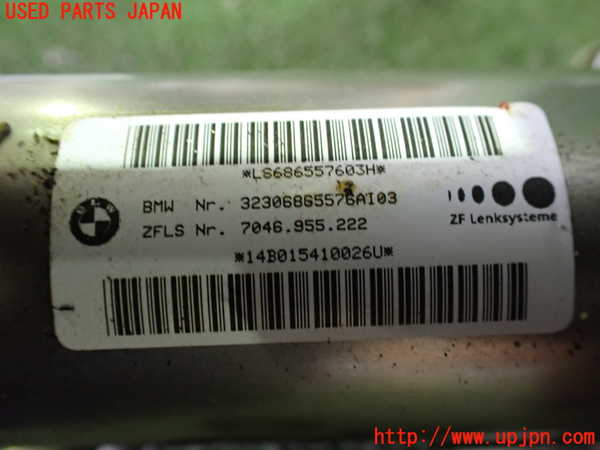 USED PARTS JAPAN
*LS686557603H*
BMW Nr. 32306865576AI03
ZFLS Nr. 7046.955.222
ZF Lenksysteme
*14B015410026U*
http://www.upjpn.com/